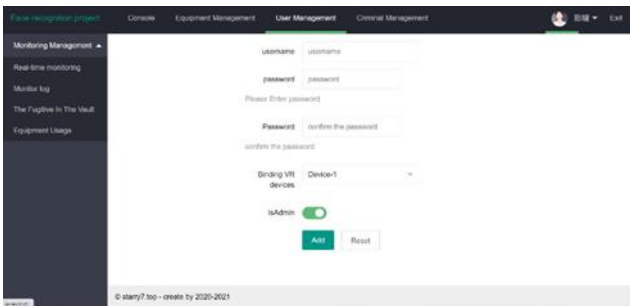 Face recognition project
Console
Equipment Management
User Management
Criminal Management
Exit
Monitoring Management
Real-time monitoring
Monitor log
The Fugitive In The Vault
Equipment Usage
username
username
password
password
Please Enter password
Password
confirm the password
confirm the password
Binding VR
devices
Device-1
IsAdmin
Add
Reset
© starry7.top - create by 2020-2021